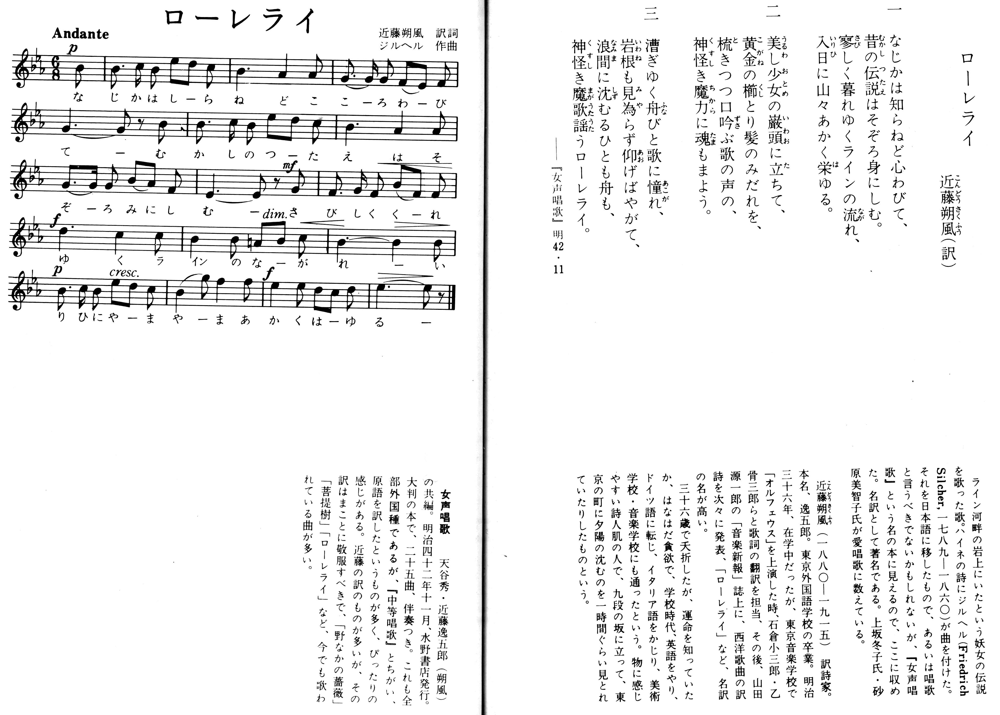 ローレライ
近藤朔風(訳)
一
なじかは知らねど心わびて、
昔の伝説はそぞろ身にしむ。
寥しく暮れゆくラインの流れ、
入日に山々あかく栄ゆる。
二
美し少女の巌頭に立ちて、
黄金の櫛とり髪のみだれを、
梳きつつ口吟ぶ歌の声の、
神怪き魔力に魂もまよう。
三
漕ぎゆく舟びと歌に憧れ、
岩根も見為らず仰げばやがて、
浪間に沈むるひとも舟も、
神怪き魔歌謡うローレライ。
――『女声唱歌』明42・11
ライン河畔の岩上にいたという妖女の伝説
を歌った歌。ハイネの詩にジルヘル(Friedrich
Silcher, 一七八九―一八六〇)が曲を付けた。
それを日本語に移したもので、あるいは唱歌
と言うべきでないかもしれないが、『女声唱
歌』という名の本に見えるので、ここに収め
た。名訳として著名である。上坂冬子氏・砂
原美智子氏が愛唱歌に数えている。
近藤朔風(一八八〇―一九一五) 訳詩家。
本名、逸五郎。東京外国語学校の卒業。明治
三十六年、在学中だったが、東京音楽学校で
「オルフェウス」を上演した時、石倉小三郎・乙
骨三郎らと歌詞の翻訳を担当、その後、山田
源一郎の「音楽新報」誌上に、西洋歌曲の訳
詩を次々に発表、「ローレライ」など、名訳
の名が高い。
三十六歳で夭折したが、運命を知っていた
か、はなはだ貪欲で、学校時代、英語をやり、
ドイツ語に転じ、イタリア語をかじり、美術
学校・音楽学校にも通ったという。物に感じ
やすい詩人肌の人で、九段の坂に立って、東
京の町に夕陽の沈むのを一時間ぐらい見とれ
ていたりしたものという。
ローレライ
近藤朔風 訳詞
ジルヘル 作曲
Andante
p
な じかはしーら ね どこ こーろわーび
mf
てー む かしのつーた え はそ
f
dim.
ぞーろみにし むー さ びしくくーれ
p
cresc.
f
ゆ くラ インのなーが れーい
りひにやーま やーまあ かくはーゆ るー
女声唱歌 天谷秀・近藤逸五郎(朔風)
の共編。明治四十二年十一月、水野書店発行。
大判の本で、二十五曲、伴奏つき。これも全
部外国種であるが、『中等唱歌』とちがい、
原語を訳したというものが多く、ぴったりの
感じがある。近藤の訳のものが多いが、その
訳はまことに敬服すべきで、「野なかの薔薇」
「菩提樹」「ローレライ」など、今でも歌わ
れている曲が多い。